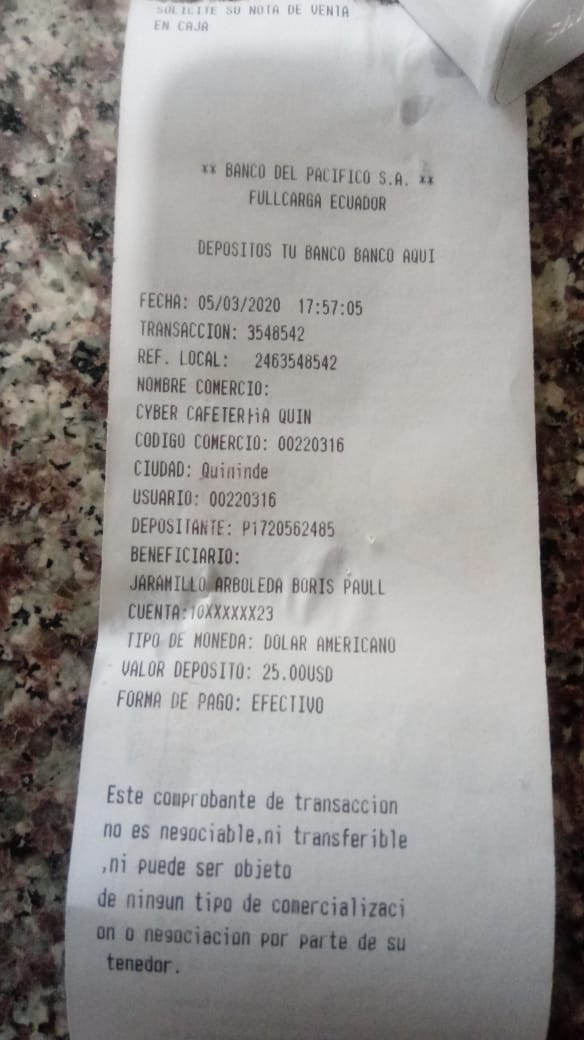 SOLICITE SU NOTA DE VENTA
EN CAJA
** BANCO DEL PACIFICO S.A. **
FULLCARGA ECUADOR
DEPOSITOS TU BANCO BANCO AQUI
FECHA: 05/03/2020 17:57:05
TRANSACCION: 3548542
REF. LOCAL: 2463548542
NOMBRE COMERCIO:
CYBER CAFETERHiA QUIN
CODIGO COMERCIO: 00220316
CIUDAD: Quininde
USUARIO: 00220316
DEPOSITANTE: P1720562485
BENEFICIARIO:
JARAMILLO ARBOLEDA BORIS PAULL
CUENTA:10XXXXXX23
TIPO DE MONEDA: DOLAR AMERICANO
VALOR DEPOSITO: 25.00USD
FORMA DE PAGO: EFECTIVO
Este comprobante de transaccion
no es negociable,ni transferible
,ni puede ser objeto
de ningun tipo de comercializaci
on o negociacion por parte de su
tenedor.